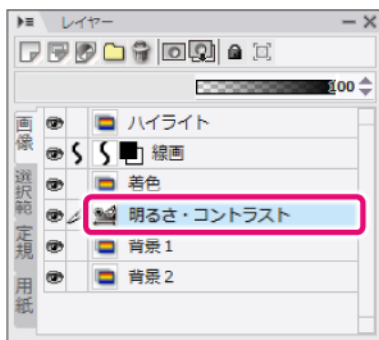 レイヤー
100
画像
選択範
定規
用紙
ハイライト
線画
着色
明るさ・コントラスト
背景1
背景2